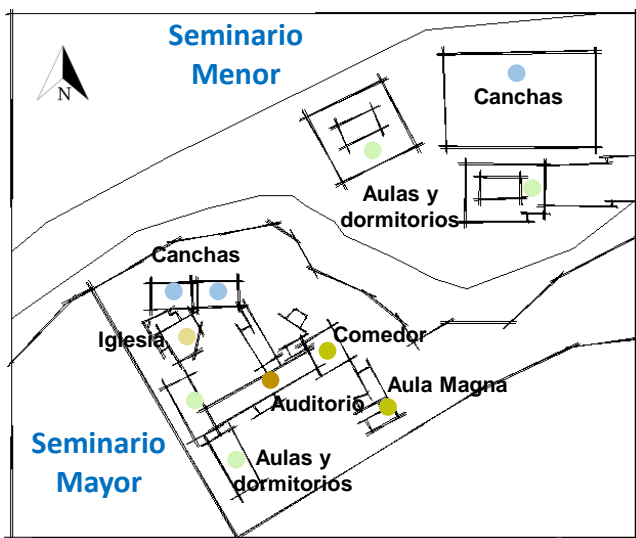 Seminario
Menor
N
Canchas
Aulas y
dormitorios
Canchas
Iglesia
Comedor
Aula Magna
Auditorio
Seminario
Mayor
Aulas y
dormitorios